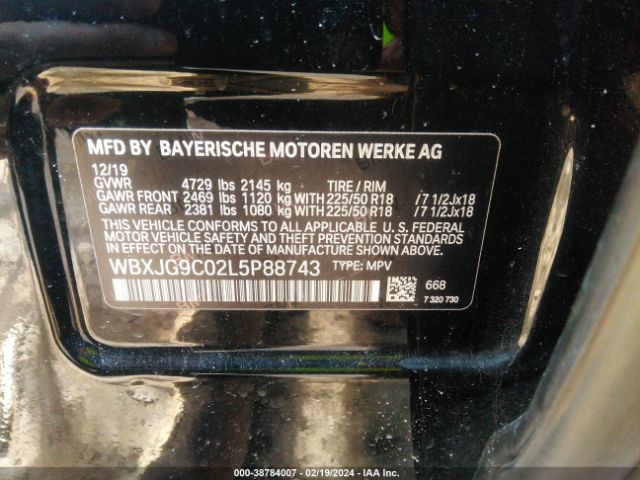 MFD BY BAYERISCHE MOTOREN WERKE AG
12/19
GVWR 4729 lbs 2145 kg TIRE / RIM
GAWR FRONT 2469 lbs 1120 kg WITH 225/50 R18 /7 1/2Jx18
GAWR REAR 2381 lbs 1080 kg WITH 225/50 R18 /7 1/2Jx18
THIS VEHICLE CONFORMS TO ALL APPLICABLE U. S. FEDERAL
MOTOR VEHICLE SAFETY, BUMPER, AND THEFT PREVENTION
STANDARDS IN EFFECT ON THE
DATE OF MANUFACTURE SHOWN ABOVE.
WBXJG9C02L5P88743 TYPE: MPV
668
7 320 730
000-38784007 - 02/19/2024 - IAA Inc.